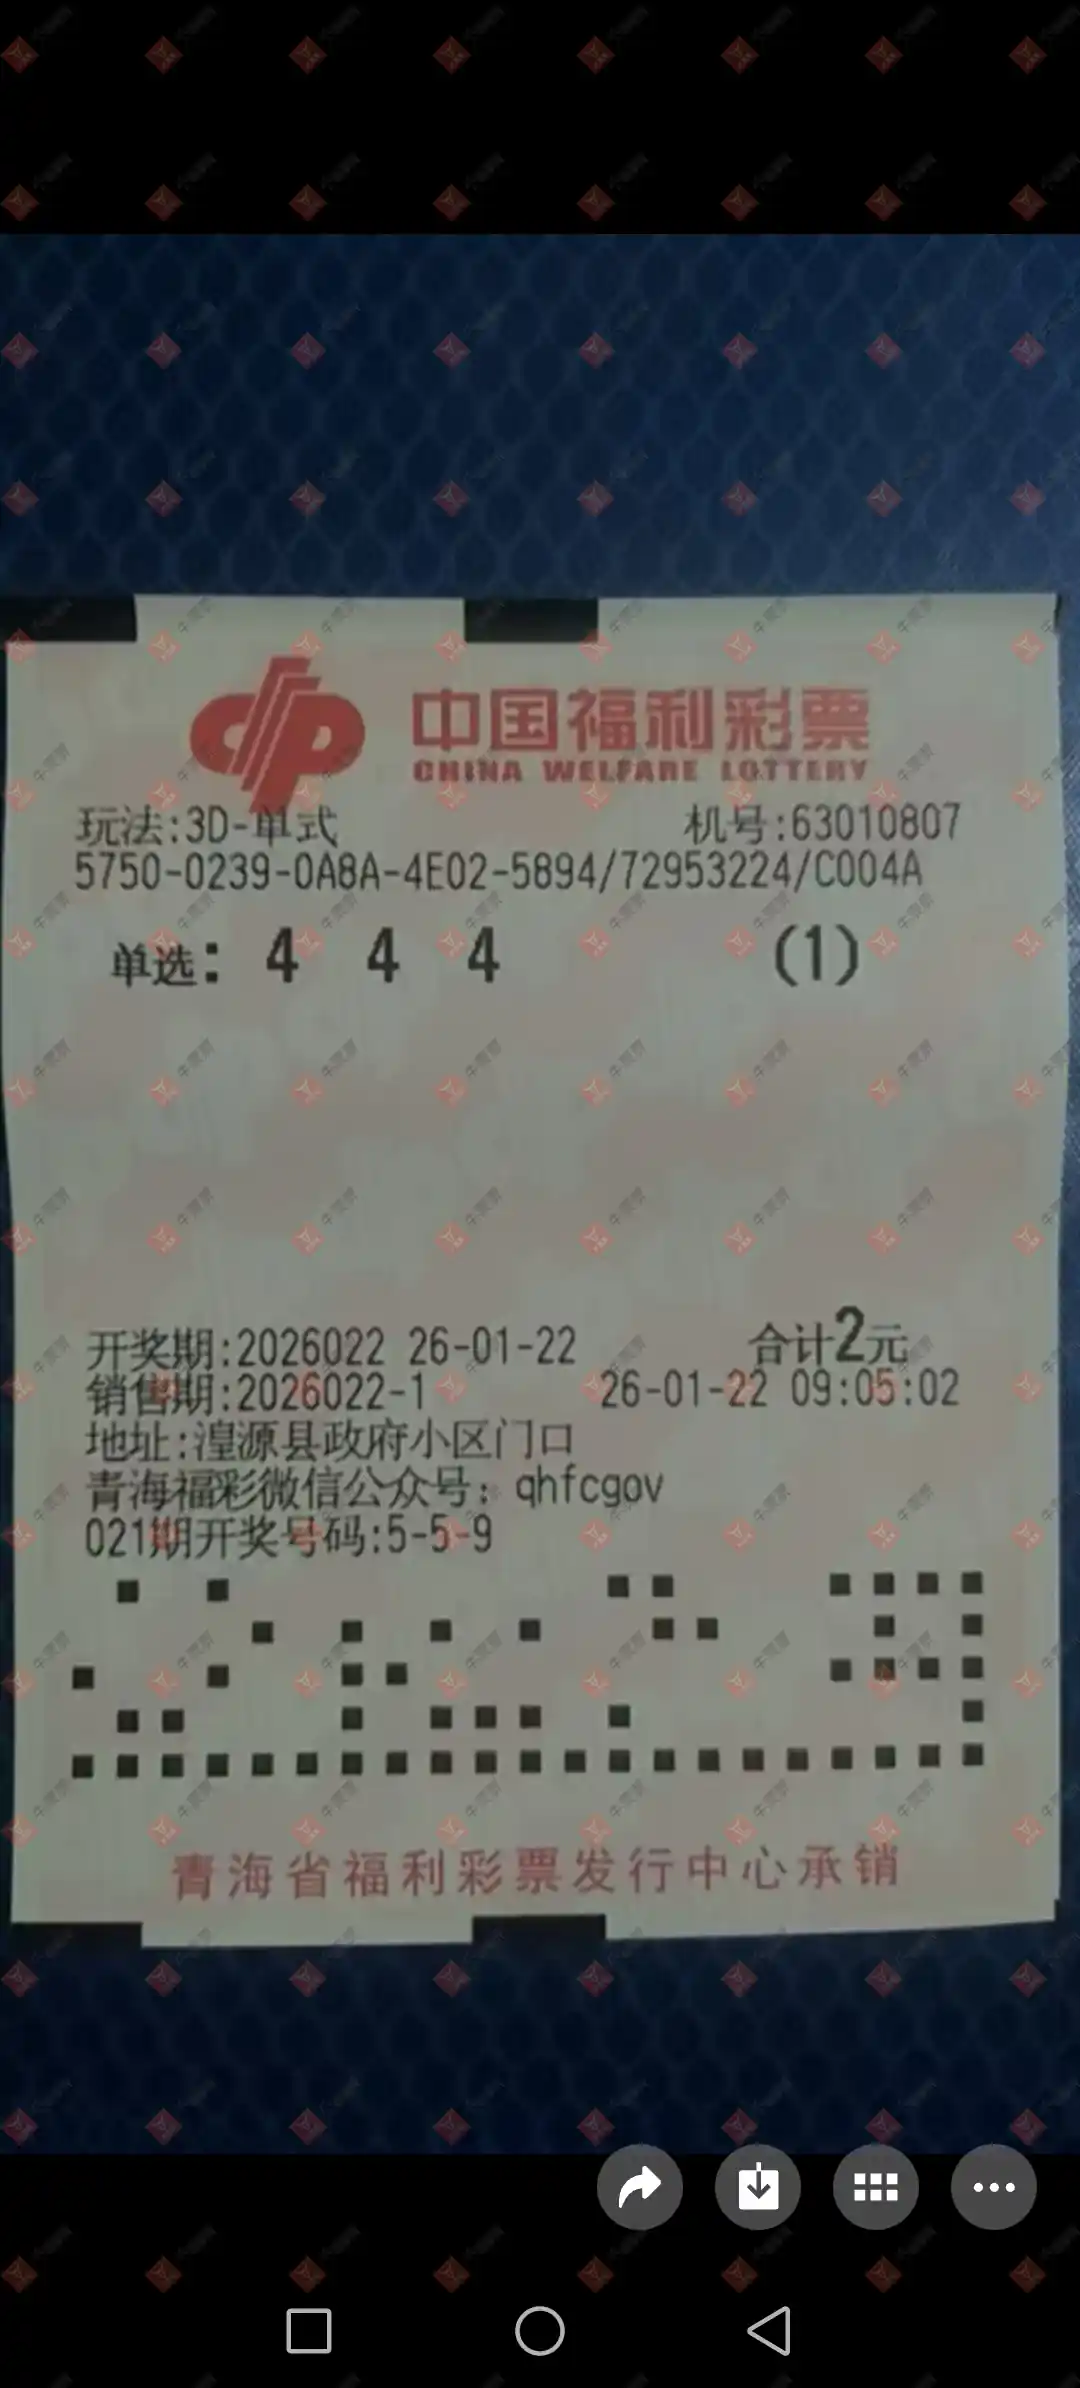 中国福利彩票
CHINA WELFARE LOTTERY
玩法:3D-单式 机号:63010807
5750-0239-0A8A-4E02-5894/72953224/C004A
单选: 4 4 4 (1)
开奖期:2026022 26-01-22 合计2元
销售期:2026022-1 26-01-22 09:05:02
地址:湟源县政府小区门口
青海福彩微信公众号: qhfcgov
021期开奖号码:5-5-9
青海省福利彩票发行中心承销